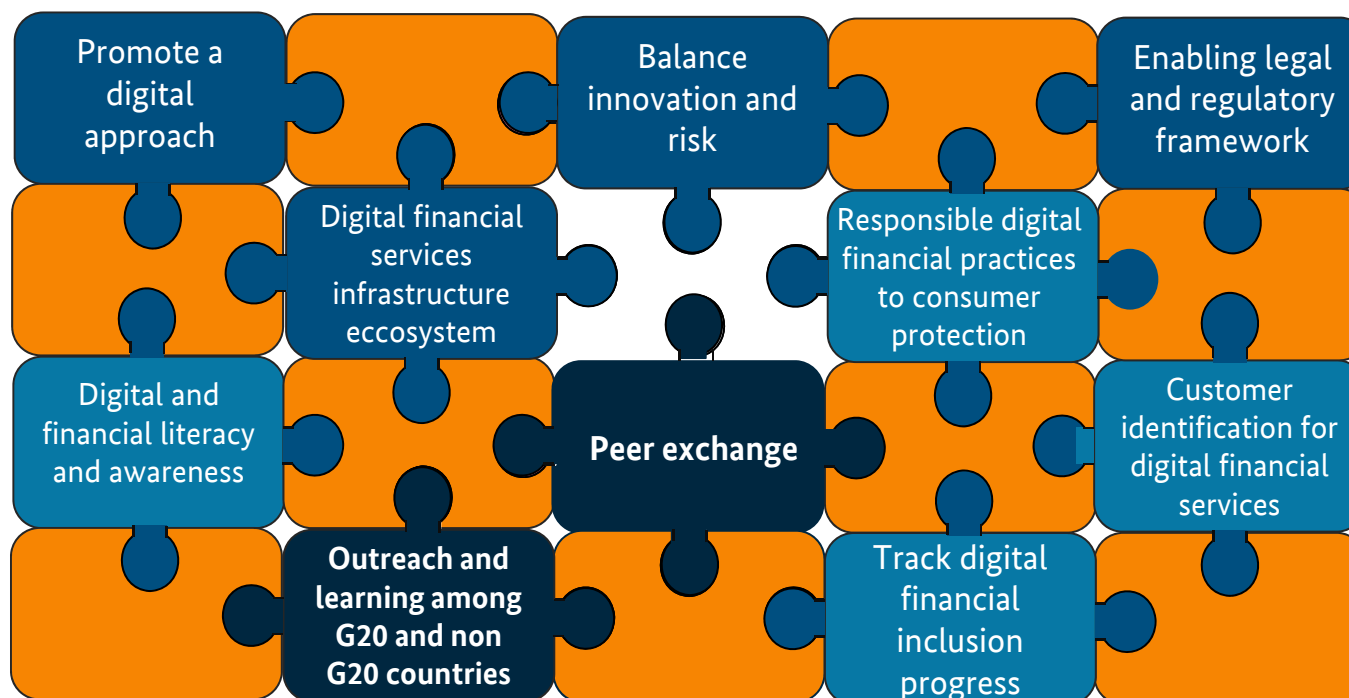 Promote a
digital
approach
Balance
innovation and
risk
Enabling legal
and regulatory
framework
Digital financial
services
infrastructure
eccosystem
Responsible digital
financial practices
to consumer
protection
Digital and
financial literacy
and awareness
Peer exchange
Customer
identification for
digital financial
services
Outreach and
learning among
G20 and non
G20 countries
Track digital
financial
inclusion
progress